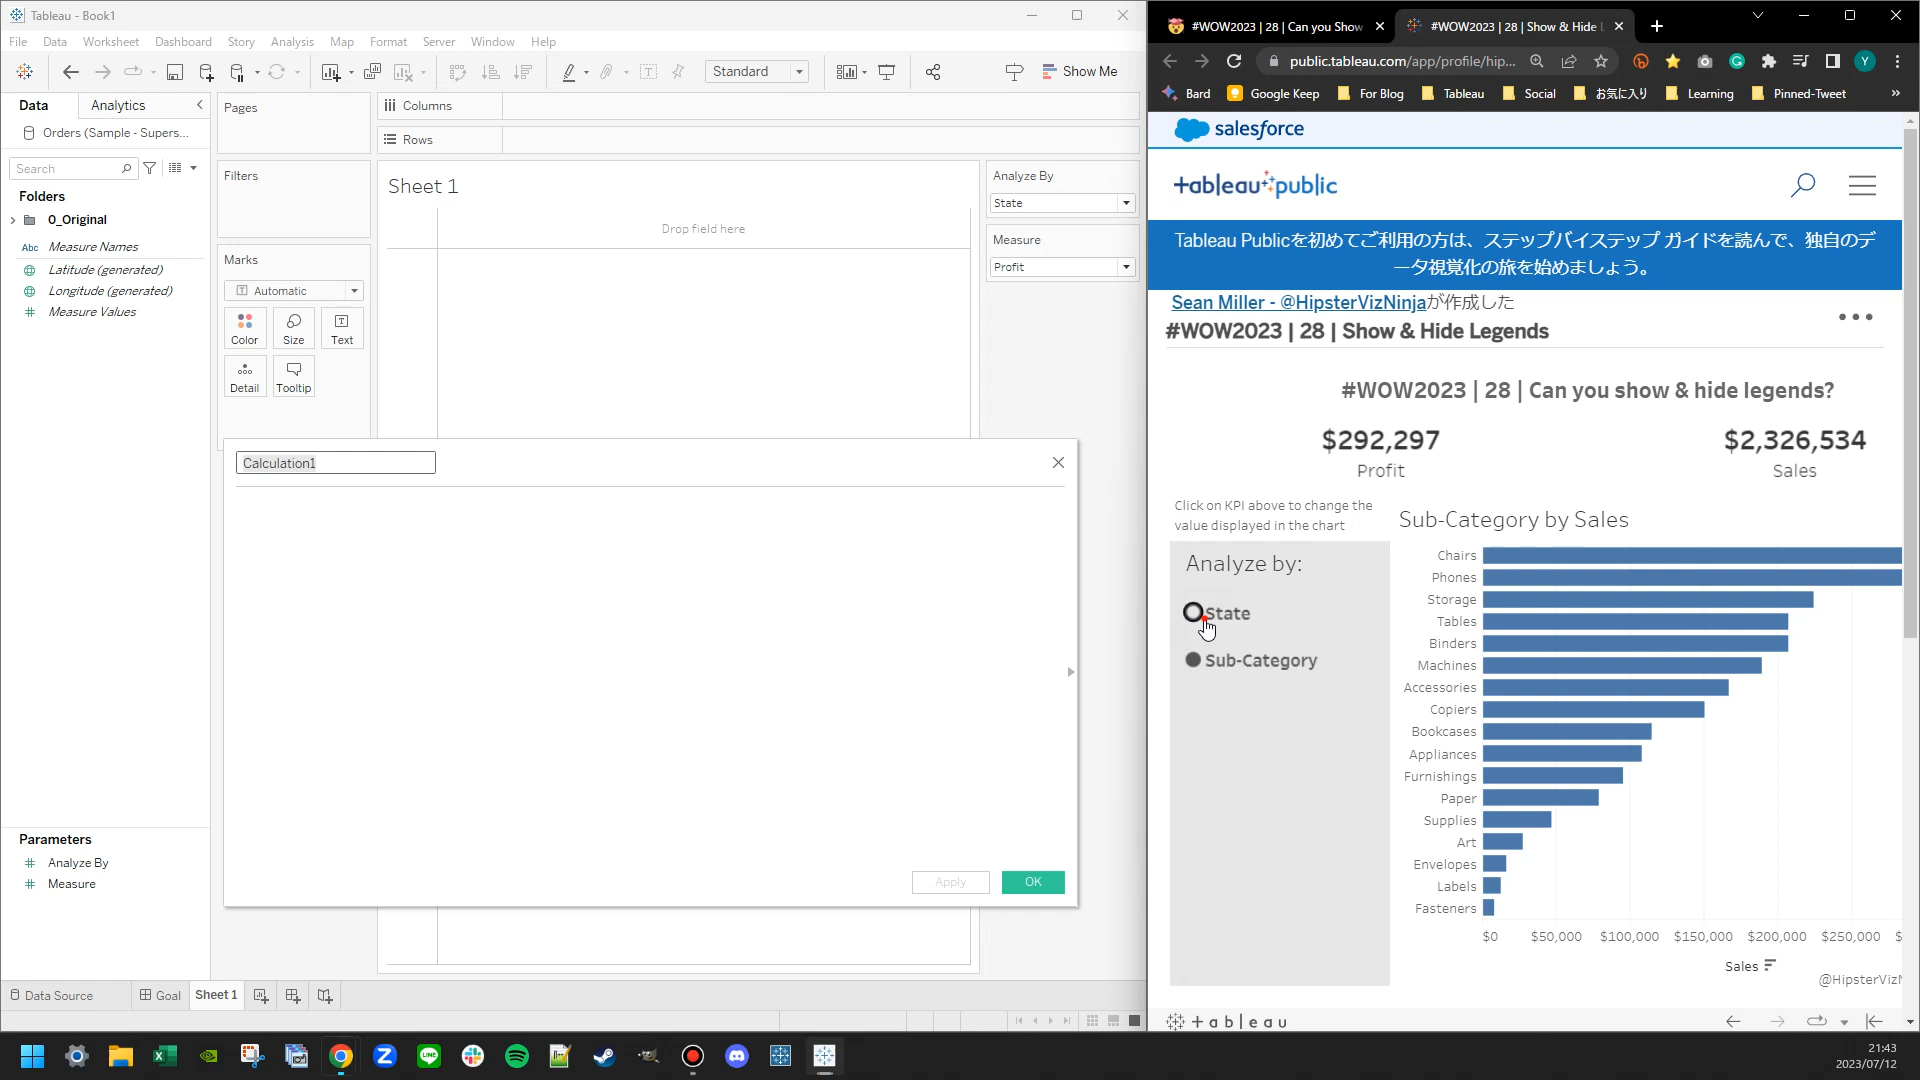 Tableau - Book1
File Data Worksheet Dashboard Story Analysis Map Format Server Window Help
Standard
Show Me
Data
Analytics
Orders (Sample - Supers...
Search
Folders
0_Original
Abc Measure Names
Latitude (generated)
Longitude (generated)
Measure Values
Parameters
Analyze By
Measure
Pages
Filters
Marks
Automatic
Color
Size
Text
Detail
Tooltip
Columns
Rows
Sheet 1
Drop field here
Analyze By
State
Measure
Profit
Calculation1
Apply
OK
Data Source
Goal
Sheet 1
#WOW2023 | 28 | Can you Show
#WOW2023 | 28 | Show & Hide L
public.tableau.com/app/profile/hip...
Y
Bard
Google Keep
For Blog
Tableau
Social
お気に入り
Learning
Pinned-Tweet
salesforce
+ableau public
Tableau Publicを初めてご利用の方は、ステップバイステップ ガイドを読んで、独自のデ
ータ視覚化の旅を始めましょう。
Sean Miller - @HipsterVizNinjaが作成した
#WOW2023 | 28 | Show & Hide Legends
#WOW2023 | 28 | Can you show & hide legends?
$292,297
Profit
$2,326,534
Sales
Click on KPI above to change the
value displayed in the chart
Analyze by:
State
Sub-Category
Sub-Category by Sales
Chairs
Phones
Storage
Tables
Binders
Machines
Accessories
Copiers
Bookcases
Appliances
Furnishings
Paper
Supplies
Art
Envelopes
Labels
Fasteners
$0 $50,000 $100,000 $150,000 $200,000 $250,000 $
Sales
@HipsterVizN
+ableau
LINE
21:43
2023/07/12